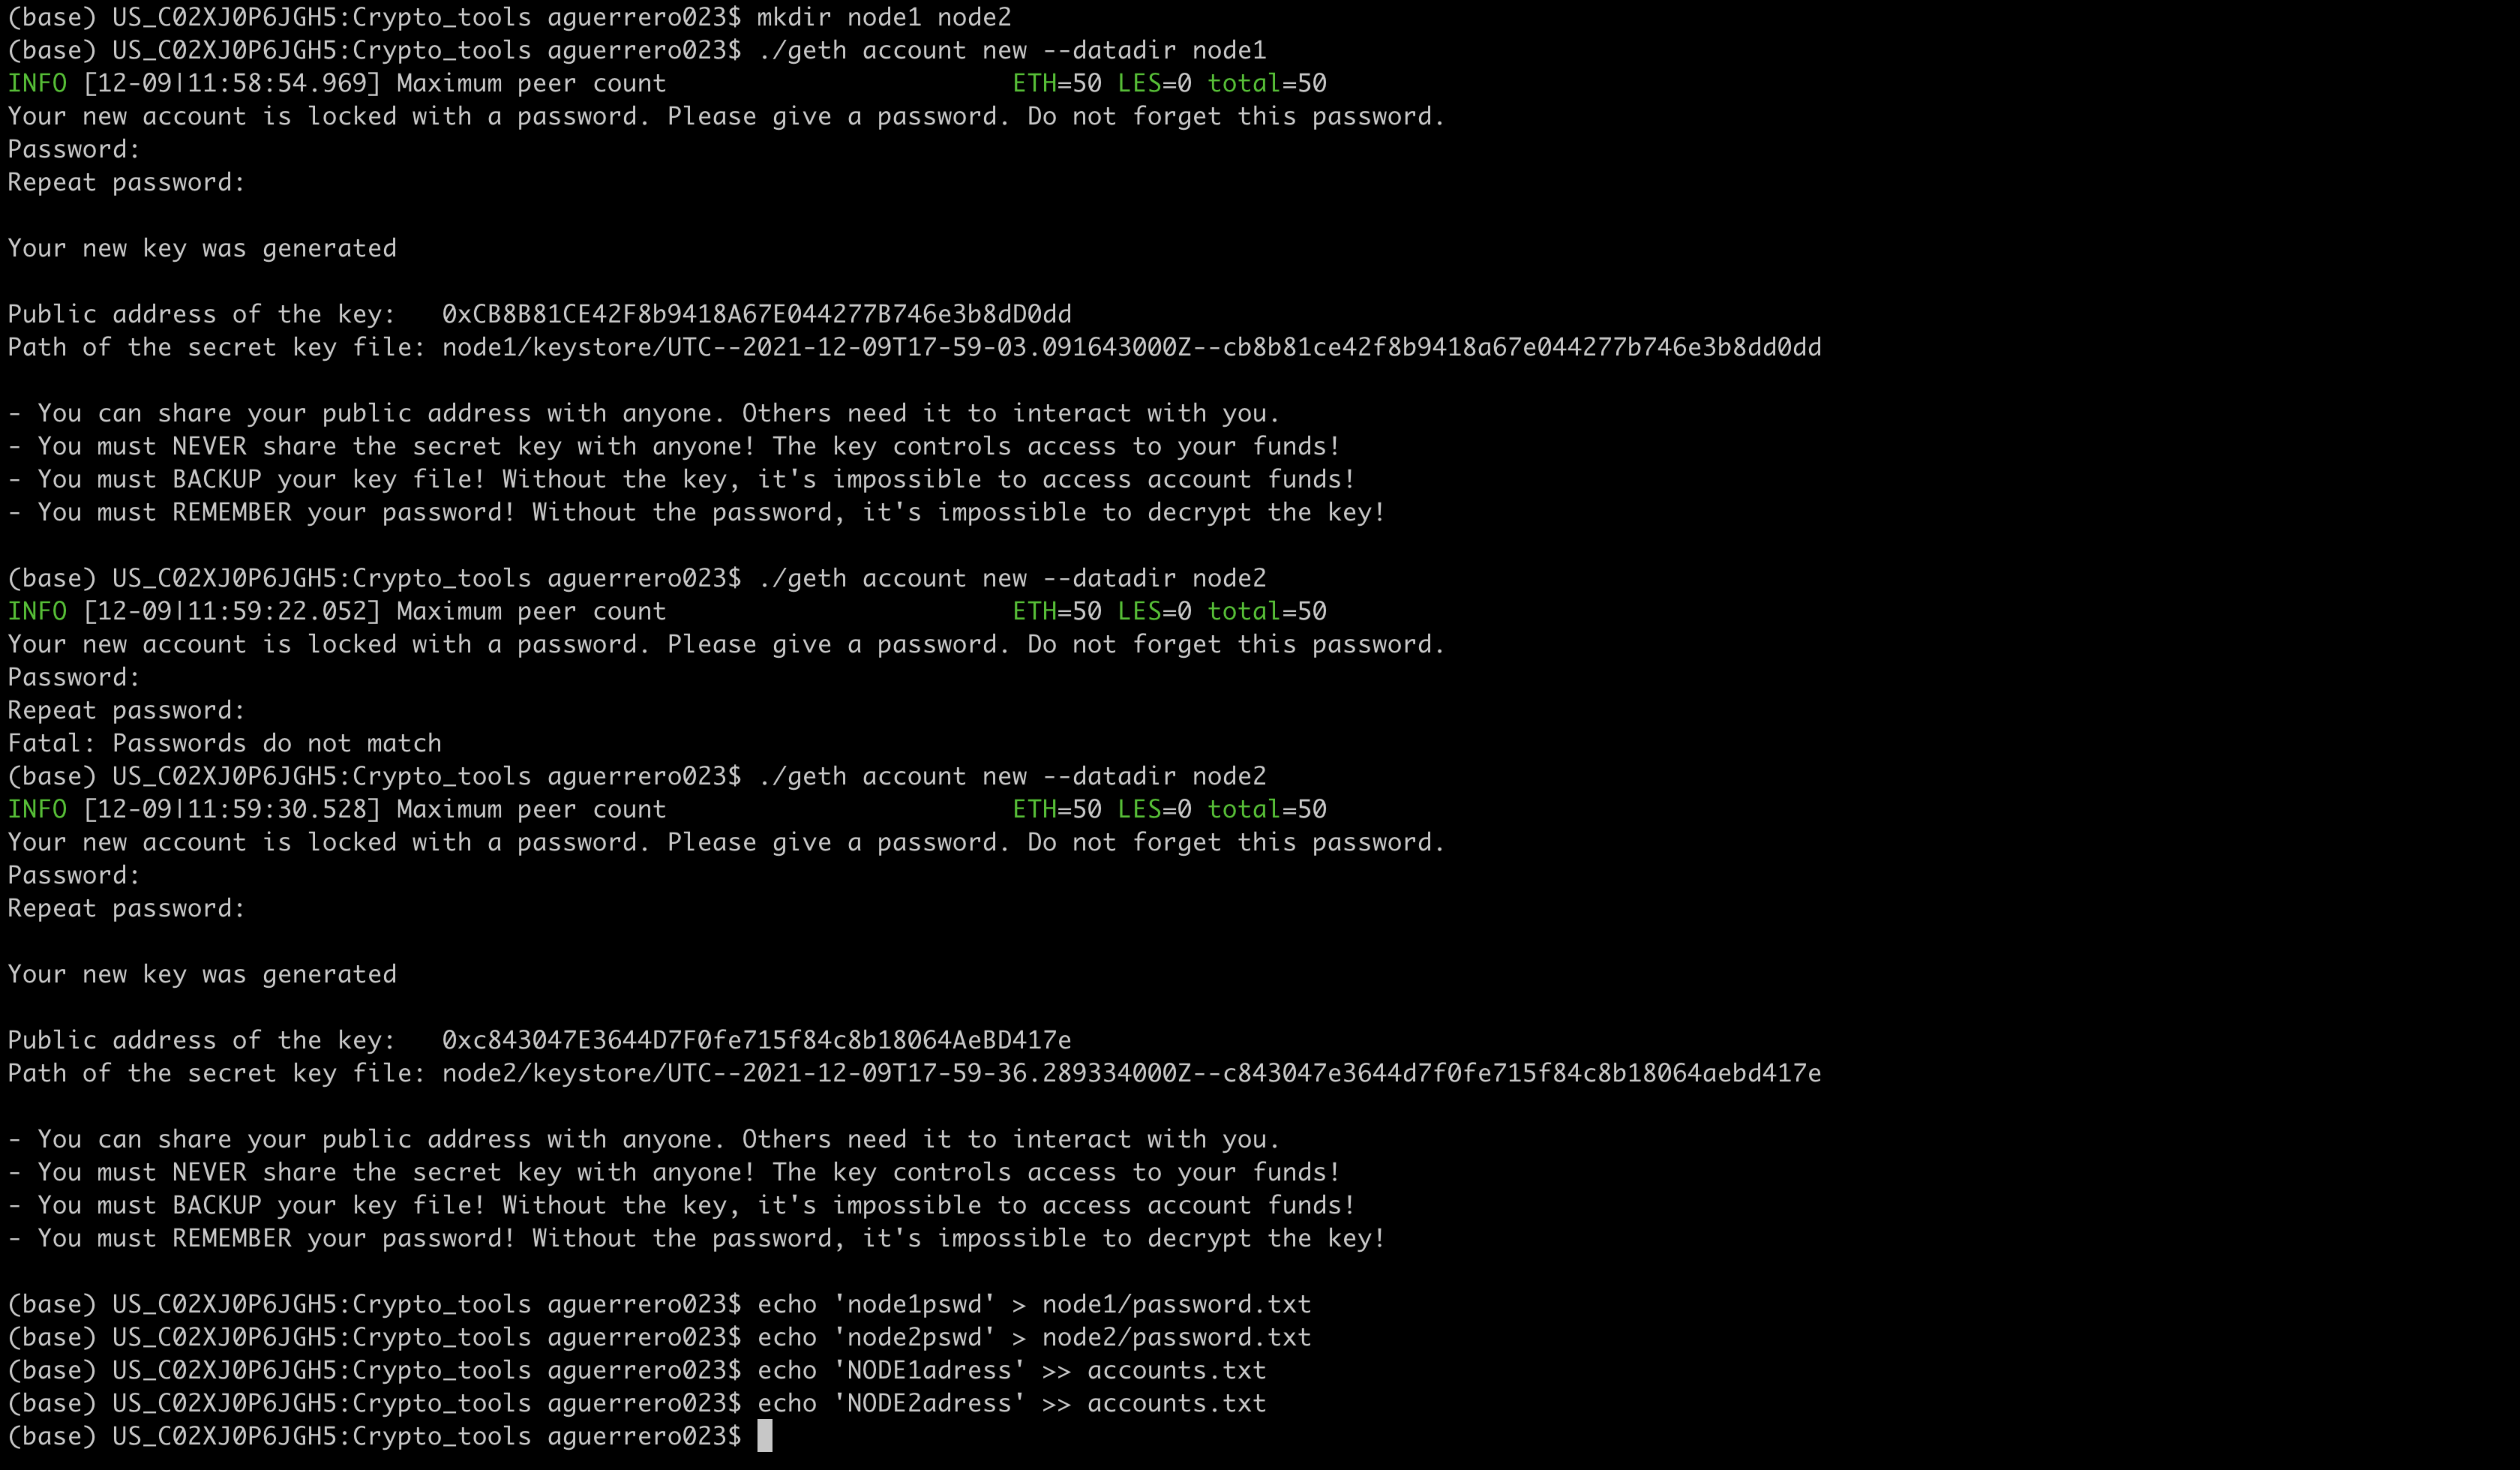 (base) US_C02XJ0P6JGH5:Crypto_tools aguerrero023$ mkdir node1 node2
(base) US_C02XJ0P6JGH5:Crypto_tools aguerrero023$ ./geth account new --datadir node1
INFO [12-09|11:58:54.969] Maximum peer count                       ETH=50 LES=0 total=50
Your new account is locked with a password. Please give a password. Do not forget this password.
Password:
Repeat password:
Your new key was generated
Public address of the key:   0xCB8B81CE42F8b9418A67E044277B746e3b8dD0dd
Path of the secret key file: node1/keystore/UTC--2021-12-09T17-59-03.091643000Z--cb8b81ce42f8b9418a67e044277b746e3b8dd0dd
- You can share your public address with anyone. Others need it to interact with you.
- You must NEVER share the secret key with anyone! The key controls access to your funds!
- You must BACKUP your key file! Without the key, it's impossible to access account funds!
- You must REMEMBER your password! Without the password, it's impossible to decrypt the key!
(base) US_C02XJ0P6JGH5:Crypto_tools aguerrero023$ ./geth account new --datadir node2
INFO [12-09|11:59:22.052] Maximum peer count                       ETH=50 LES=0 total=50
Your new account is locked with a password. Please give a password. Do not forget this password.
Password:
Repeat password:
Fatal: Passwords do not match
(base) US_C02XJ0P6JGH5:Crypto_tools aguerrero023$ ./geth account new --datadir node2
INFO [12-09|11:59:30.528] Maximum peer count                       ETH=50 LES=0 total=50
Your new account is locked with a password. Please give a password. Do not forget this password.
Password:
Repeat password:
Your new key was generated
Public address of the key:   0xc843047E3644D7F0fe715f84c8b18064AeBD417e
Path of the secret key file: node2/keystore/UTC--2021-12-09T17-59-36.289334000Z--c843047e3644d7f0fe715f84c8b18064aebd417e
- You can share your public address with anyone. Others need it to interact with you.
- You must NEVER share the secret key with anyone! The key controls access to your funds!
- You must BACKUP your key file! Without the key, it's impossible to access account funds!
- You must REMEMBER your password! Without the password, it's impossible to decrypt the key!
(base) US_C02XJ0P6JGH5:Crypto_tools aguerrero023$ echo 'node1pswd' > node1/password.txt
(base) US_C02XJ0P6JGH5:Crypto_tools aguerrero023$ echo 'node2pswd' > node2/password.txt
(base) US_C02XJ0P6JGH5:Crypto_tools aguerrero023$ echo 'NODE1adress' >> accounts.txt
(base) US_C02XJ0P6JGH5:Crypto_tools aguerrero023$ echo 'NODE2adress' >> accounts.txt
(base) US_C02XJ0P6JGH5:Crypto_tools aguerrero023$